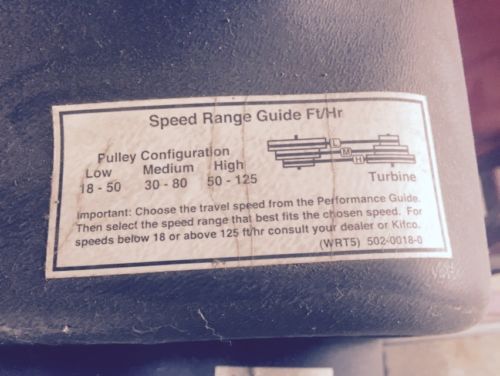 Speed Range Guide Ft/Hr
Pulley Configuration
Low Medium High
18 - 50 30 - 80 50 - 125
L
M
H
Turbine
Important: Choose the travel speed from the Performance Guide.
Then select the speed range that best fits the chosen speed. For
speeds below 18 or above 125 ft/hr consult your dealer or Kifco.
(WRT5) 502-0018-0